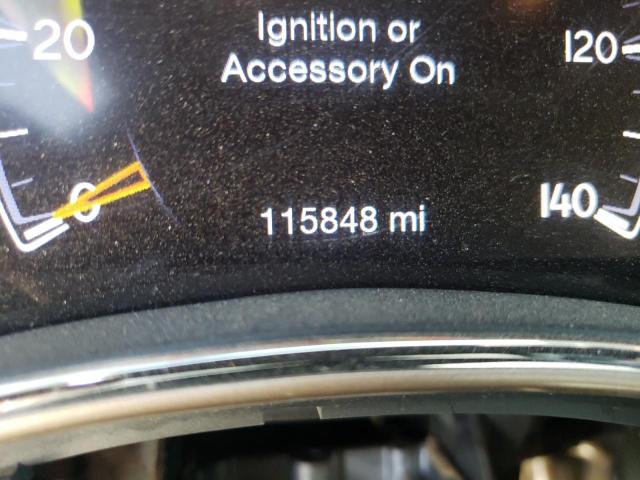 Ignition or
Accessory On
20
120
0
140
115848 mi